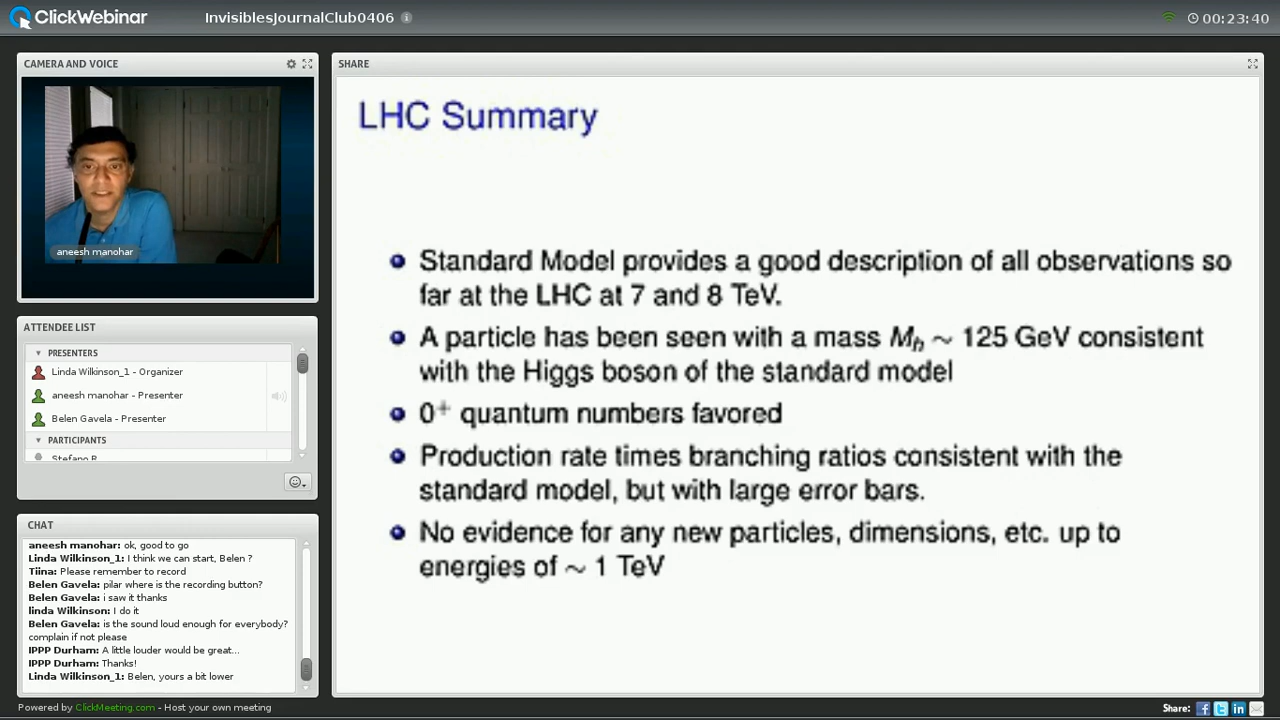 ClickWebinar
InvisiblesJournalClub0406
00:23:40
CAMERA AND VOICE
aneesh manohar
ATTENDEE LIST
PRESENTERS
Linda Wilkinson_1 - Organizer
aneesh manohar - Presenter
Belen Gavela - Presenter
PARTICIPANTS
Stefano R
CHAT
aneesh manohar: ok, good to go
Linda Wilkinson_1: I think we can start, Belen ?
Tiina: Please remember to record
Belen Gavela: pilar where is the recording button?
Belen Gavela: i saw it thanks
linda Wilkinson: I do it
Belen Gavela: is the sound loud enough for everybody?
complain if not please
IPPP Durham: A little louder would be great...
IPPP Durham: Thanks!
Linda Wilkinson_1: Belen, yours a bit lower
SHARE
LHC Summary
Standard Model provides a good description of all observations so
far at the LHC at 7 and 8 TeV.
A particle has been seen with a mass Mₕ ∼ 125 GeV consistent
with the Higgs boson of the standard model
0⁺ quantum numbers favored
Production rate times branching ratios consistent with the
standard model, but with large error bars.
No evidence for any new particles, dimensions, etc. up to
energies of ∼ 1 TeV
Powered by ClickMeeting.com - Host your own meeting
Share: